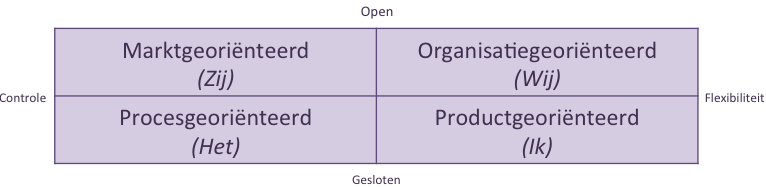 Open
Marktgeoriënteerd
(Zij)
Organisatiegeoriënteerd
(Wij)
Controle
Flexibiliteit
Procesgeoriënteerd
(Het)
Productgeoriënteerd
(Ik)
Gesloten